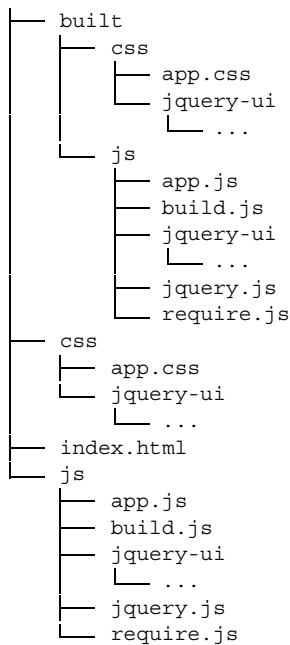 built
css
app.css
jquery-ui
...
js
app.js
build.js
jquery-ui
...
jquery.js
require.js
css
app.css
jquery-ui
...
index.html
js
app.js
build.js
jquery-ui
...
jquery.js
require.js